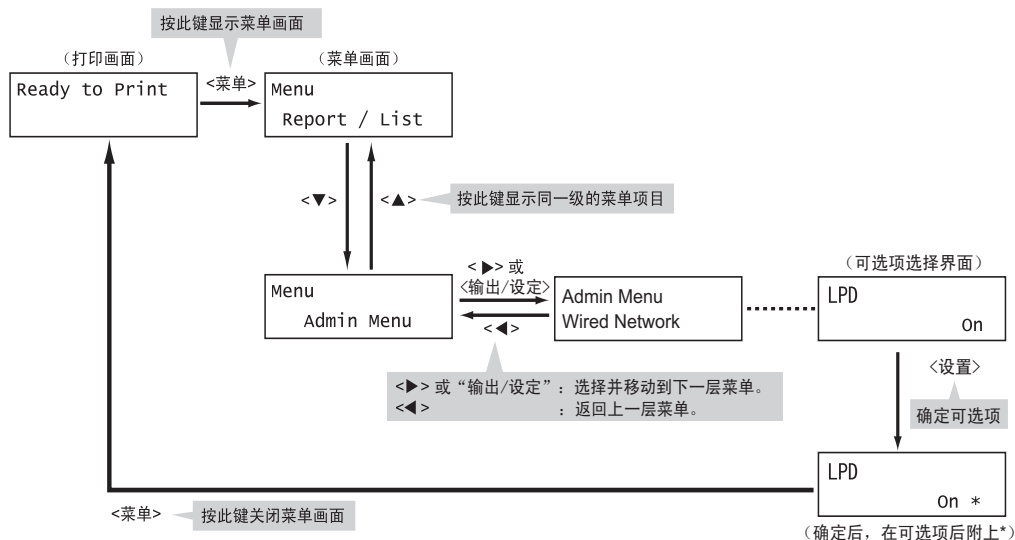 按此键显示菜单画面
（打印画面）
（菜单画面）
Ready to Print
<菜单>
Menu
Report / List
<▼>
<▲>
按此键显示同一级的菜单项目
Menu
Admin Menu
<▶> 或
<输出/设定>
<◀>
Admin Menu
Wired Network
（可选项选择界面）
LPD
On
<设置>
确定可选项
<▶> 或“输出/设定”：选择并移动到下一层菜单。
<◀> ：返回上一层菜单。
LPD
On *
（确定后，在可选项后附上*）
<菜单>
按此键关闭菜单画面